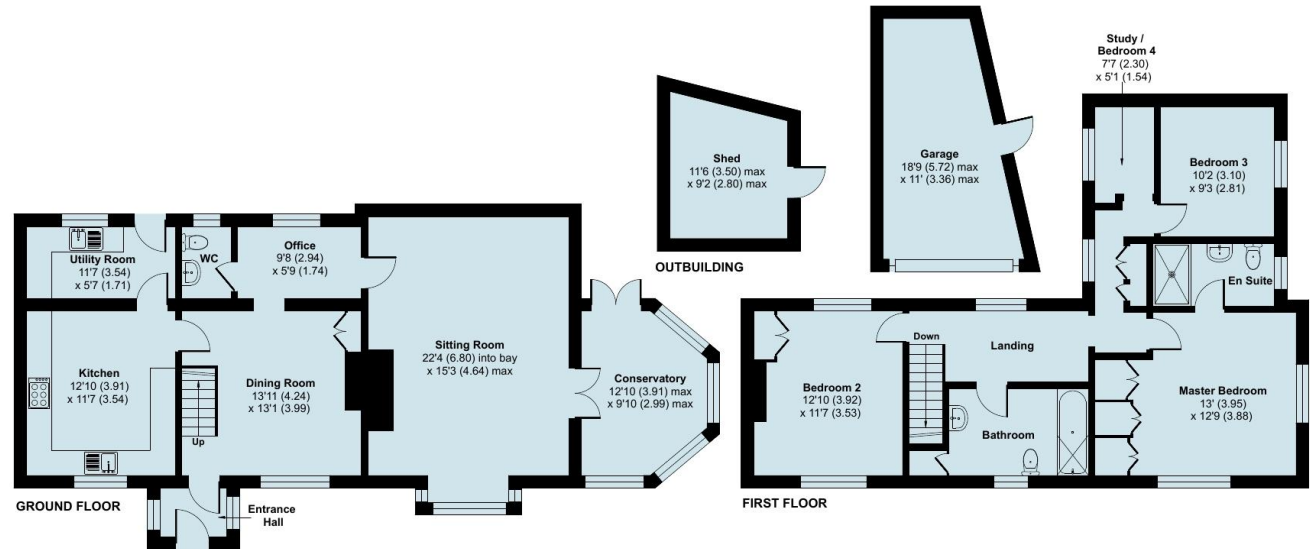 Study /
Bedroom 4
7'7 (2.30)
x 5'1 (1.54)
Shed
11'6 (3.50) max
x 9'2 (2.80) max
Garage
18'9 (5.72) max
x 11' (3.36) max
Bedroom 3
10'2 (3.10)
x 9'3 (2.81)
OUTBUILDING
Utility Room
11'7 (3.54)
x 5'7 (1.71)
WC
Office
9'8 (2.94)
x 5'9 (1.74)
En Suite
Kitchen
12'10 (3.91)
x 11'7 (3.54)
Up
Dining Room
13'11 (4.24)
x 13'1 (3.99)
Sitting Room
22'4 (6.80) into bay
x 15'3 (4.64) max
Conservatory
12'10 (3.91) max
x 9'10 (2.99) max
Bedroom 2
12'10 (3.92)
x 11'7 (3.53)
Down
Landing
Bathroom
Master Bedroom
13' (3.95)
x 12'9 (3.88)
GROUND FLOOR
Entrance
Hall
FIRST FLOOR